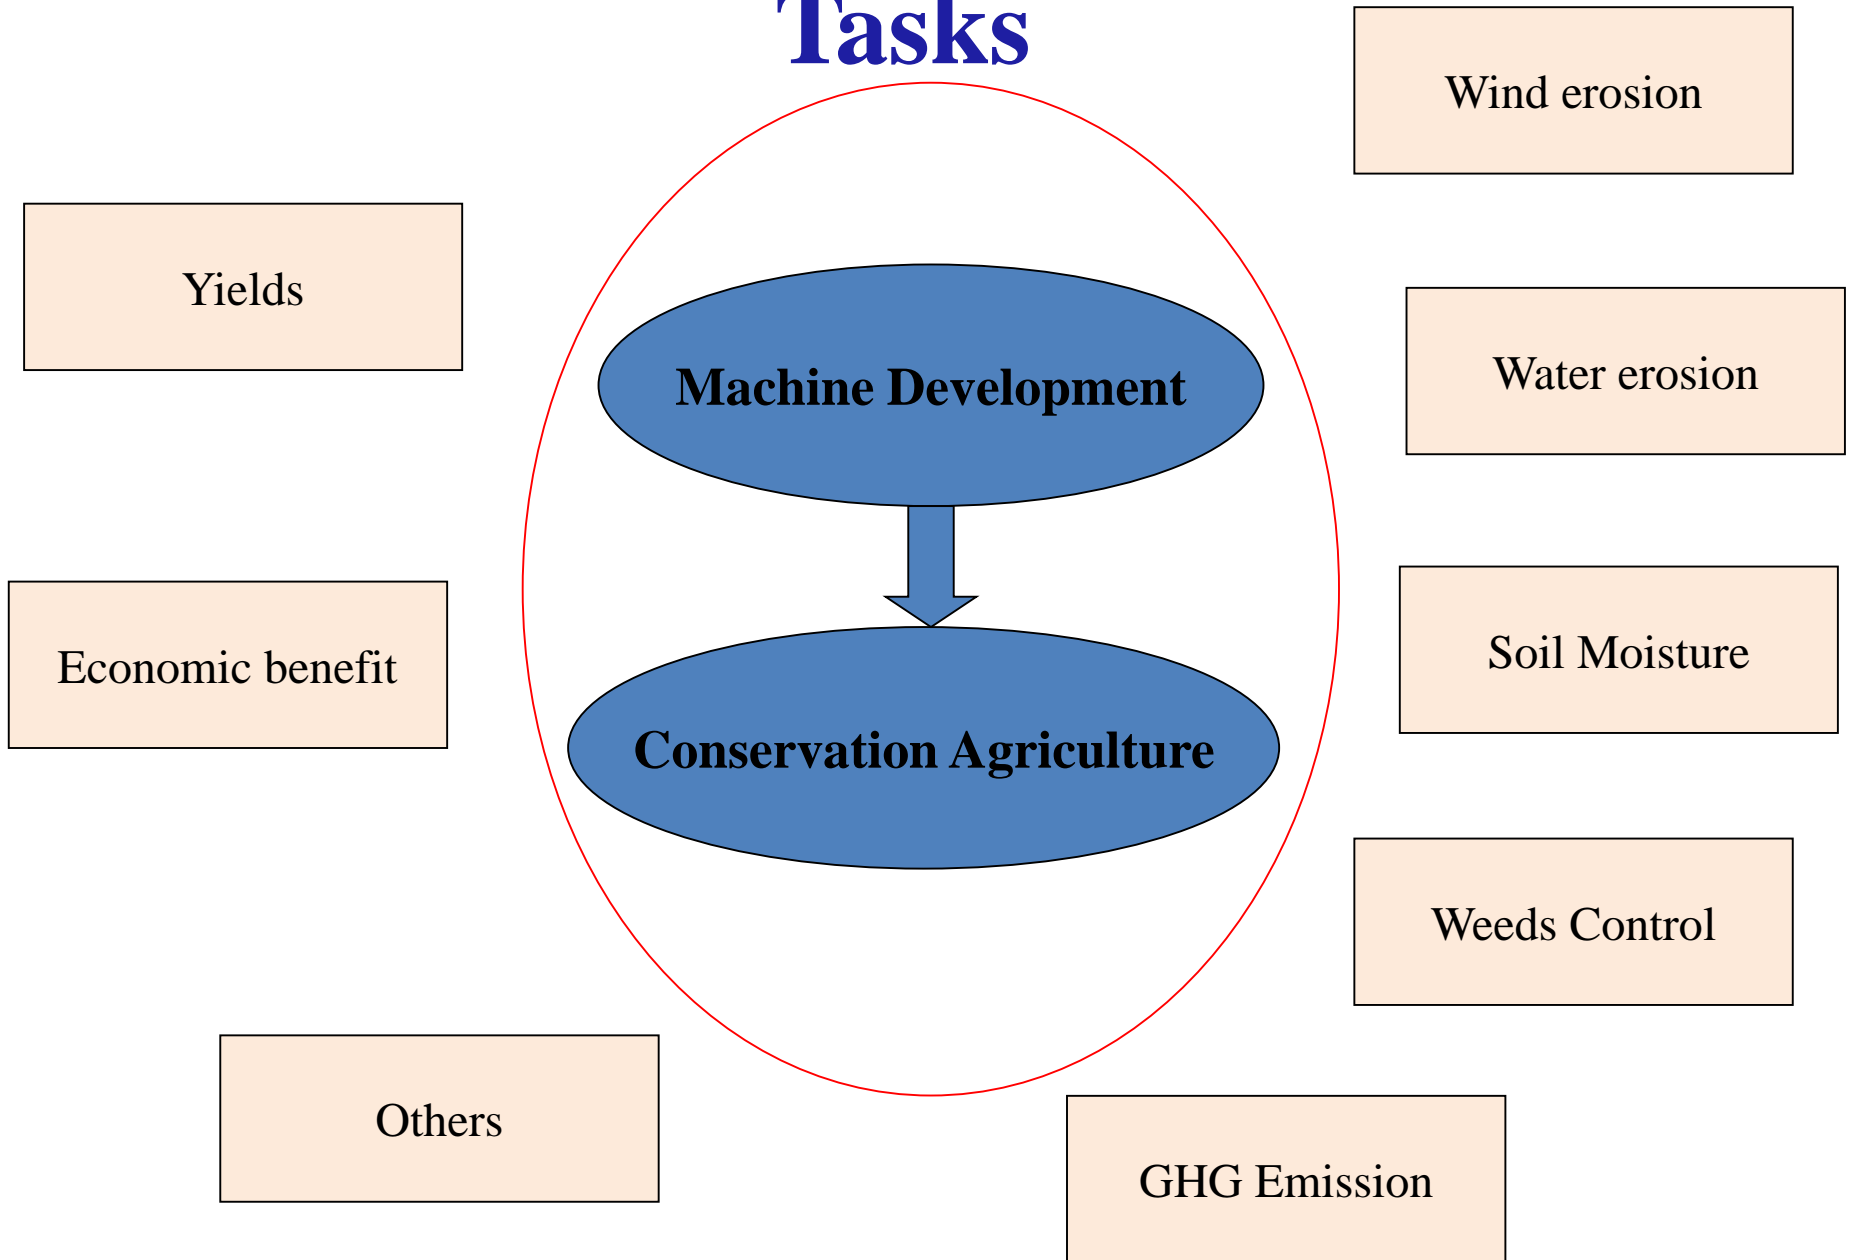 Tasks
Wind erosion
Yields
Machine Development
Water erosion
Economic benefit
Soil Moisture
Conservation Agriculture
Weeds Control
Others
GHG Emission